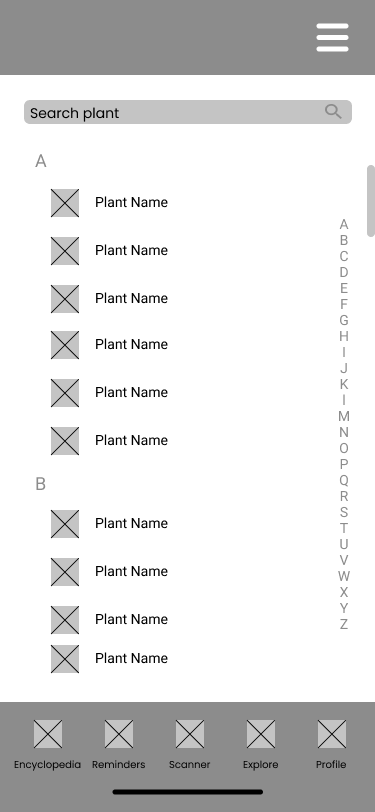 Search plant
A
Plant Name
Plant Name
Plant Name
Plant Name
Plant Name
Plant Name
B
Plant Name
Plant Name
Plant Name
Plant Name
A
B
C
D
E
F
G
H
I
J
K
l
M
N
O
P
Q
R
S
T
U
V
W
X
Y
Z
Encyclopedia Reminders Scanner Explore Profile